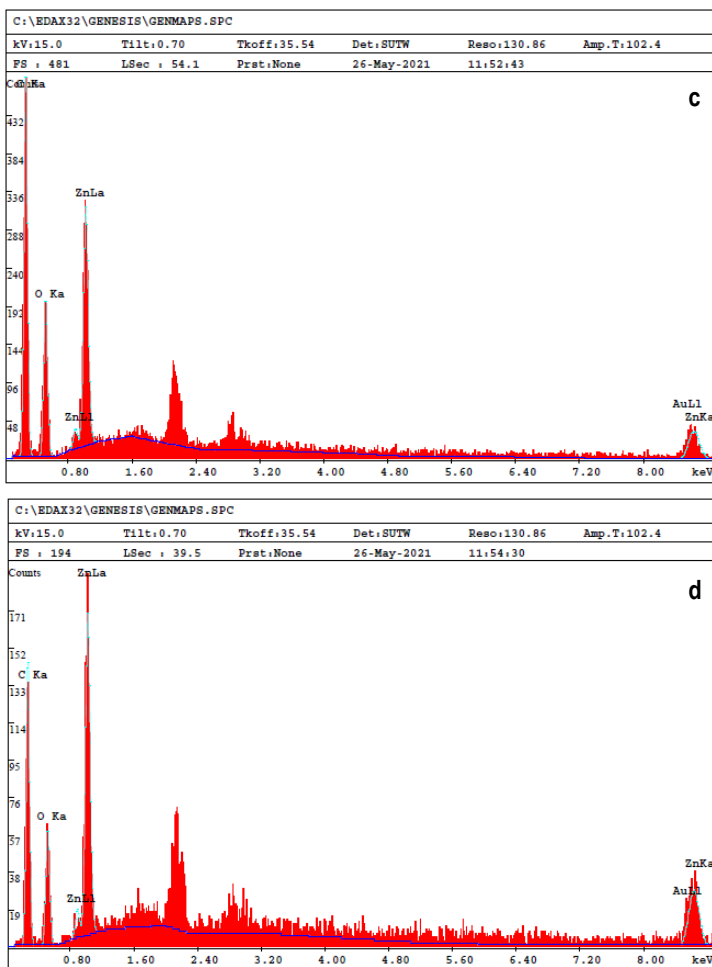 C:\EDAX32\GENESIS\GENMAPS.SPC
kV:15.0 Tilt:0.70 Tkoff:35.54 Det:SUTW Reso:130.86 Amp.T:102.4
FS : 481 LSec : 54.1 Prst:None 26-May-2021 11:52:43
c
432
384
336
ZnLa
288
240
O Ka
192
144
96
AuLl
ZnLl
ZnKa
48
0.80 1.60 2.40 3.20 4.00 4.80 5.60 6.40 7.20 8.00 keV
C:\EDAX32\GENESIS\GENMAPS.SPC
kV:15.0 Tilt:0.70 Tkoff:35.54 Det:SUTW Reso:130.86 Amp.T:102.4
FS : 194 LSec : 39.5 Prst:None 26-May-2021 11:54:30
Counts ZnLa
d
171
152
C Ka
133
114
95
76
O Ka
57
ZnKa
38
AuLl
ZnLl
19
0.80 1.60 2.40 3.20 4.00 4.80 5.60 6.40 7.20 8.00 keV